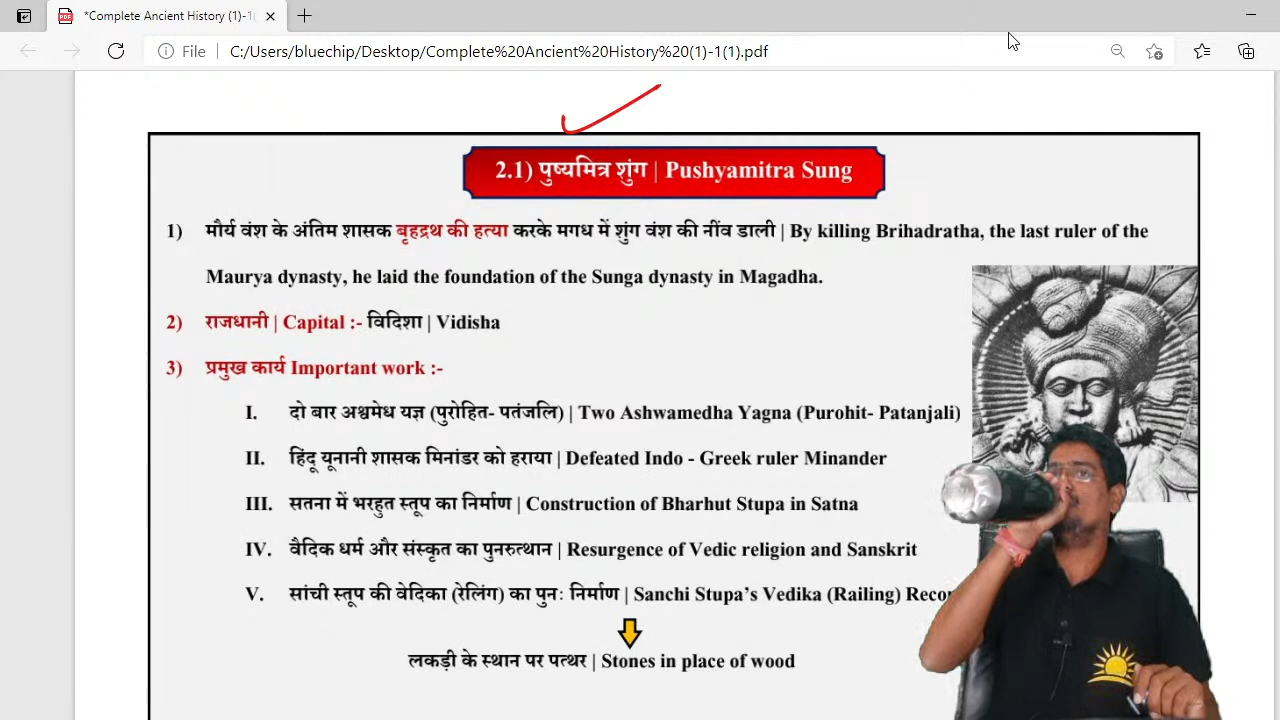 *Complete Ancient History (1)-1(
File
C:/Users/bluechip/Desktop/Complete%20Ancient%20History%20(1)-1(1).pdf
2.1) पुष्यमित्र शुंग | Pushyamitra Sung
1) मौर्य वंश के अंतिम शासक बृहद्रथ की हत्या करके मगध में शुंग वंश की नींव डाली | By killing Brihadratha, the last ruler of the
Maurya dynasty, he laid the foundation of the Sunga dynasty in Magadha.
2) राजधानी | Capital :- विदिशा | Vidisha
3) प्रमुख कार्य Important work :-
I. दो बार अश्वमेध यज्ञ (पुरोहित- पतंजलि) | Two Ashwamedha Yagna (Purohit- Patanjali)
II. हिंदू यूनानी शासक मिनांडर को हराया | Defeated Indo - Greek ruler Minander
III. सतना में भरहुत स्तूप का निर्माण | Construction of Bharhut Stupa in Satna
IV. वैदिक धर्म और संस्कृत का पुनरुत्थान | Resurgence of Vedic religion and Sanskrit
V. सांची स्तूप की वेदिका (रेलिंग) का पुनः निर्माण | Sanchi Stupa's Vedika (Railing)
लकड़ी के स्थान पर पत्थर | Stones in place of wood